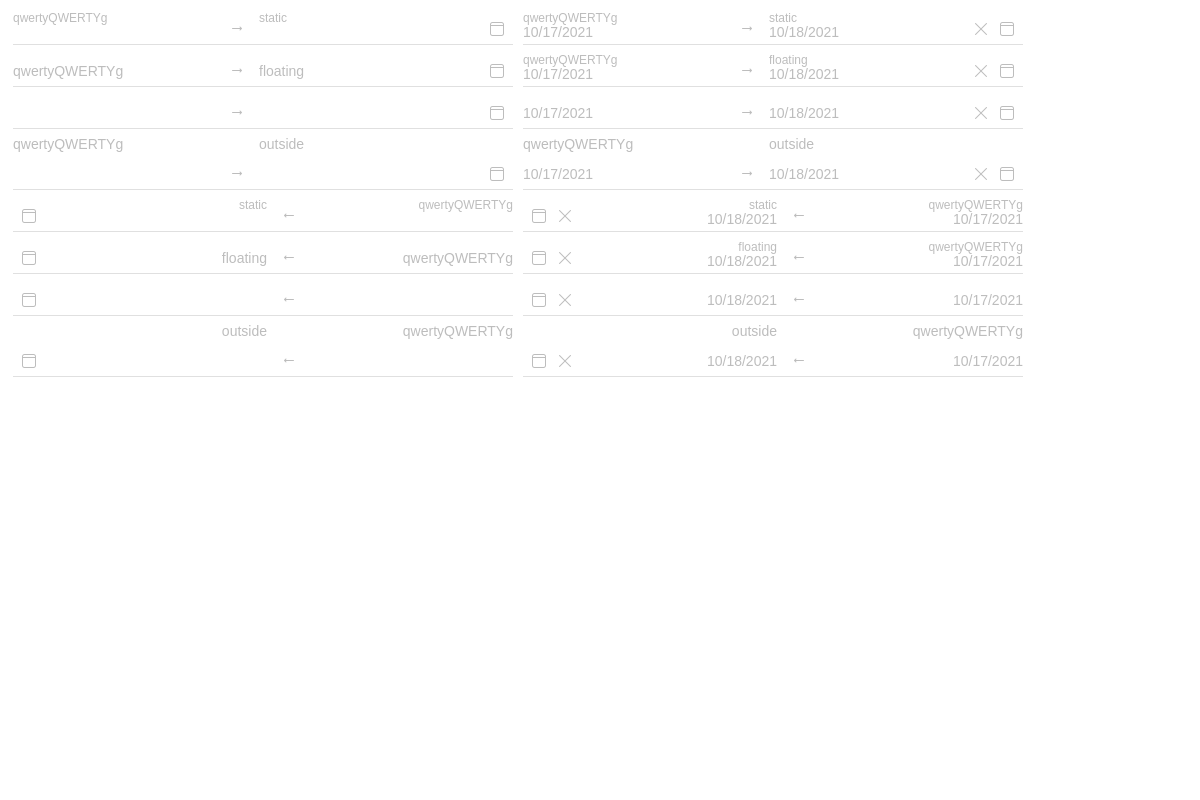 qwertyQWERTYg → static qwertyQWERTYg 10/17/2021 → static 10/18/2021
qwertyQWERTYg → floating qwertyQWERTYg 10/17/2021 → floating 10/18/2021
→ 10/17/2021 → 10/18/2021
qwertyQWERTYg outside qwertyQWERTYg outside
→ 10/17/2021 → 10/18/2021
static ← qwertyQWERTYg static 10/18/2021 ← qwertyQWERTYg 10/17/2021
floating ← qwertyQWERTYg floating 10/18/2021 ← qwertyQWERTYg 10/17/2021
← 10/18/2021 ← 10/17/2021
outside qwertyQWERTYg outside qwertyQWERTYg
← 10/18/2021 ← 10/17/2021